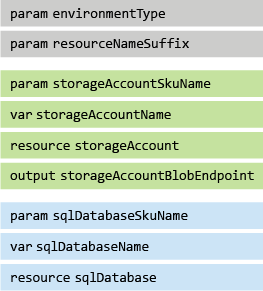 param environmentType
param resourceNameSuffix
param storageAccountSkuName
var storageAccountName
resource storageAccount
output storageAccountBlobEndpoint
param sqlDatabaseSkuName
var sqlDatabaseName
resource sqlDatabase